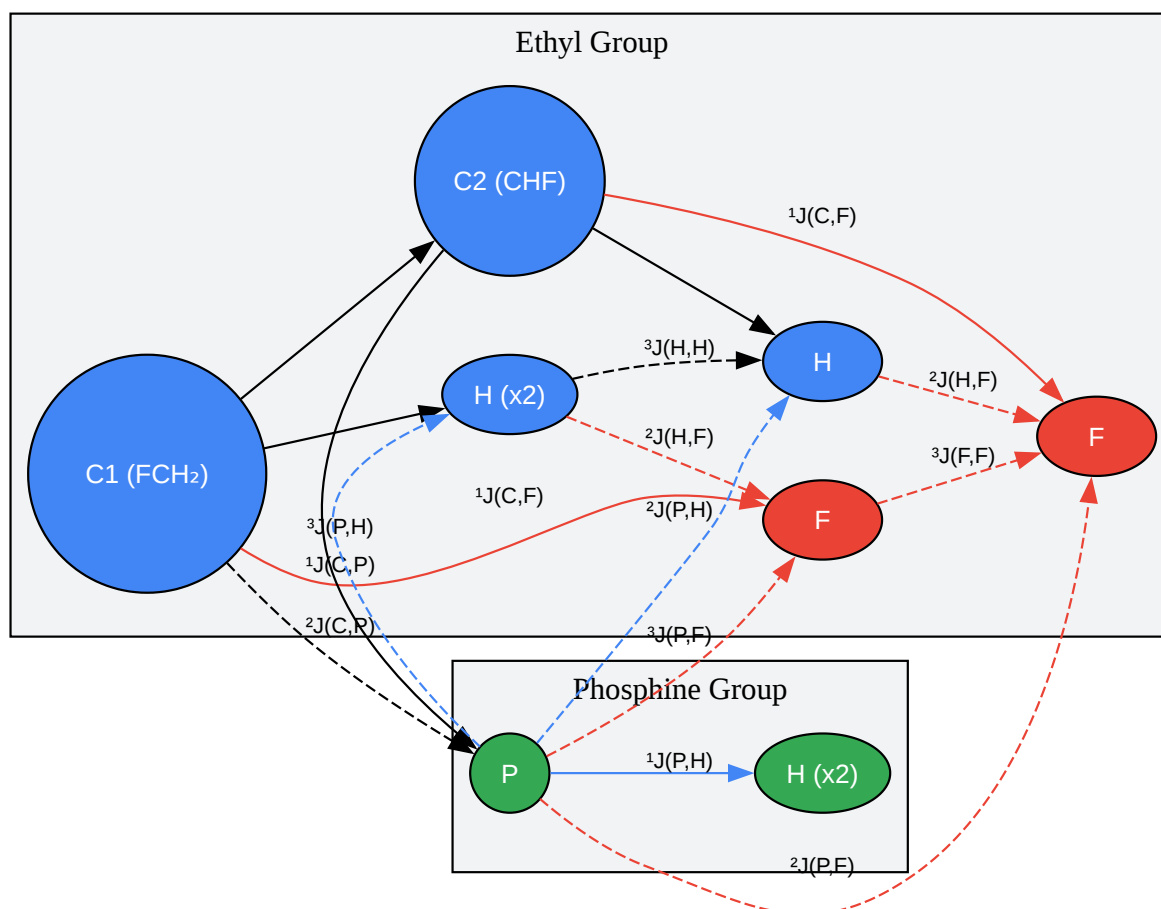 Ethyl Group
C2 (CHF)
¹J(C,F)
³J(H,H)
H
²J(H,F)
H (x2)
F
²J(H,F)
³J(F,F)
C1 (FCH₂)
¹J(C,F)
²J(P,H)
F
³J(P,H)
¹J(C,P)
²J(C,P)
³J(P,F)
Phosphine Group
P
¹J(P,H)
H (x2)
²J(P,F)